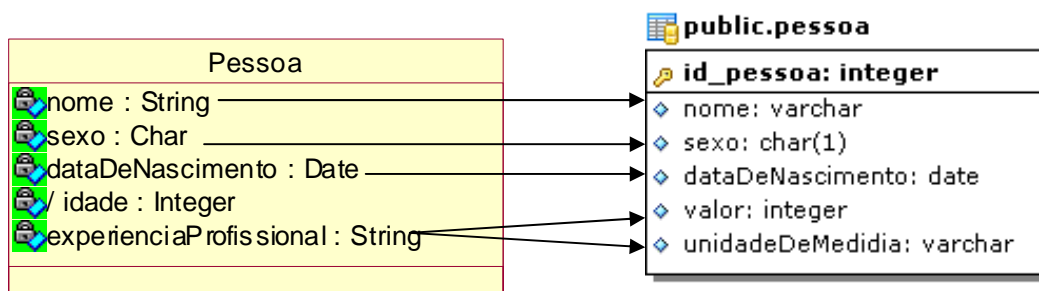 Pessoa
nome : String
sexo : Char
dataDeNascimento : Date
/ idade : Integer
experienciaProfissional : String
public.pessoa
id_pessoa: integer
nome: varchar
sexo: char(1)
dataDeNascimento: date
valor: integer
unidadeDeMedidia: varchar